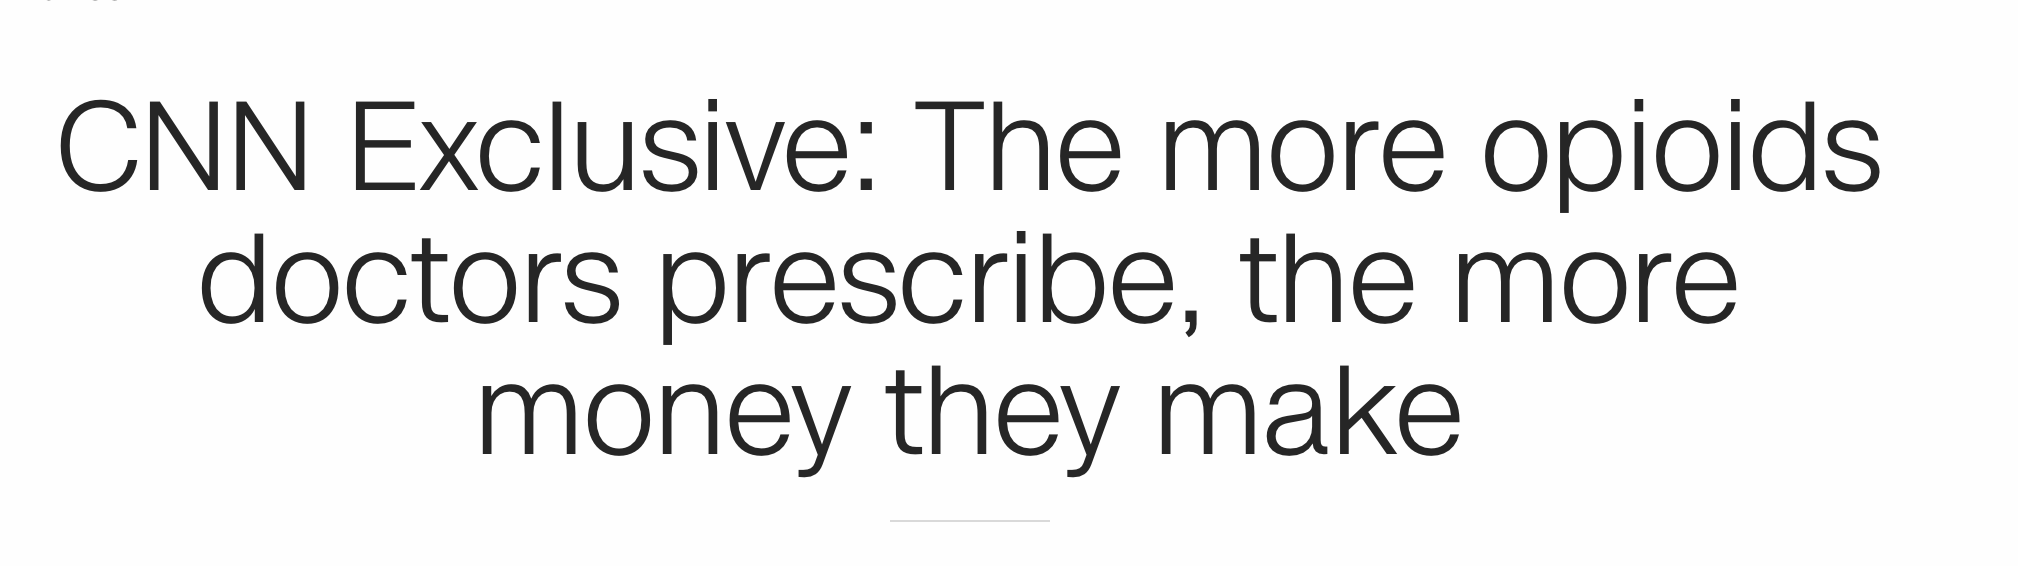 CNN Exclusive: The more opioids
doctors prescribe, the more
money they make